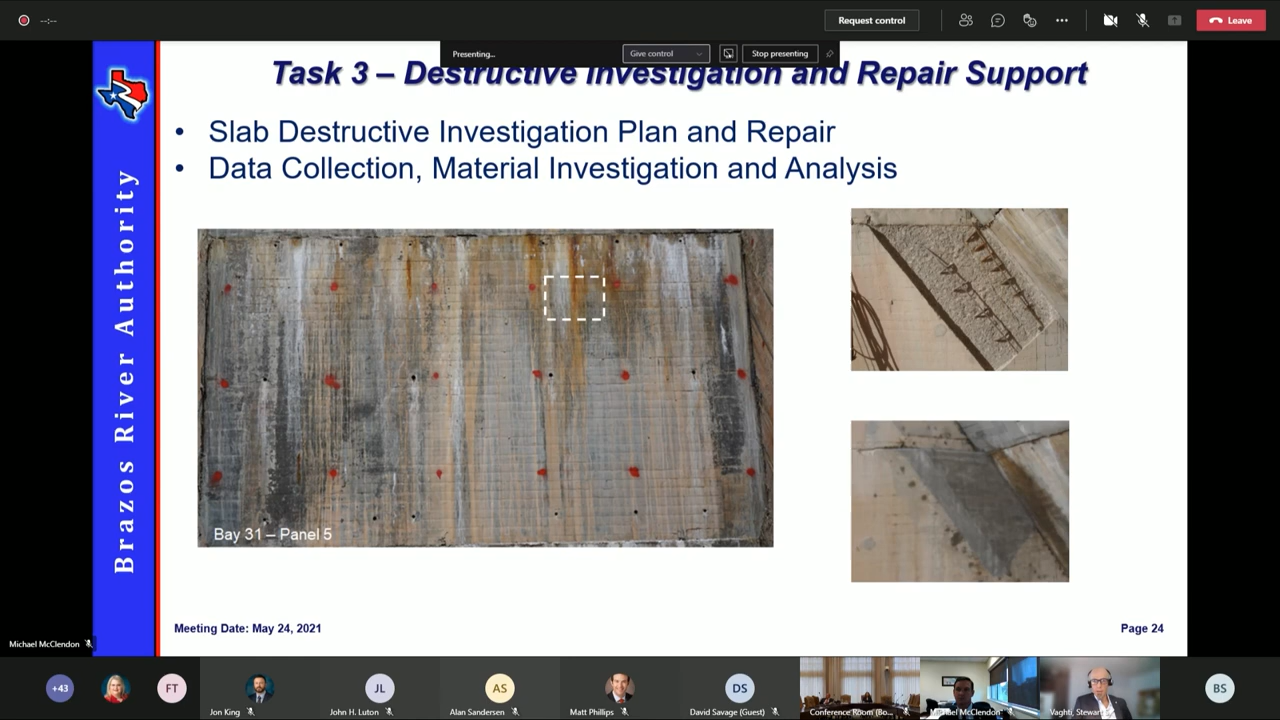 --:--
Request control
Leave
Presenting...
Give control
Stop presenting
Task 3 – Destructive Investigation and Repair Support
• Slab Destructive Investigation Plan and Repair
• Data Collection, Material Investigation and Analysis
Brazos River Authority
Bay 31 – Panel 5
Meeting Date: May 24, 2021
Page 24
Michael McClendon
+43
FT
Jon King
JL
John H. Luton
AS
Alan Sandersen
Matt Phillips
DS
David Savage (Guest)
Conference Room (Bo...
Michael McClendon
Vaghti, Stewart
BS